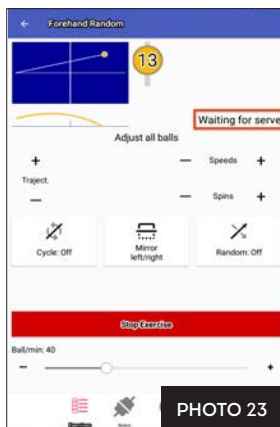 Forehand Random
13
Waiting for serve
Adjust all balls
+ − Speeds +
Traject.
− − Spins +
Cycle: Off
Mirror left/right
Random: Off
Stop Exercise
Ball/min: 40
− +
PHOTO 23